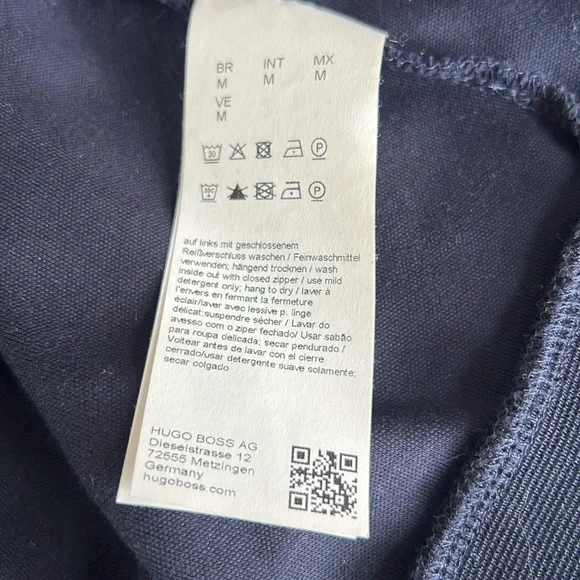 BR INT MX
M M M
VE
M
30 P
30C P
auf links mit geschlossenem
Reißverschluss waschen / Feinwaschmittel
verwenden; hängend trocknen / wash
inside out with closed zipper / use mild
detergent only; hang to dry / laver à
l'envers en fermant la fermeture
éclair/laver avec lessive p. linge
délicat;suspendre sécher / Lavar do
avesso com o ziper fechado/ Usar sabão
para roupa delicada; secar pendurado /
Voltear antes de lavar con el cierre
cerrado/usar detergente suave solamente;
secar colgado
HUGO BOSS AG
Dieselstrasse 12
72555 Metzingen
Germany
hugoboss.com